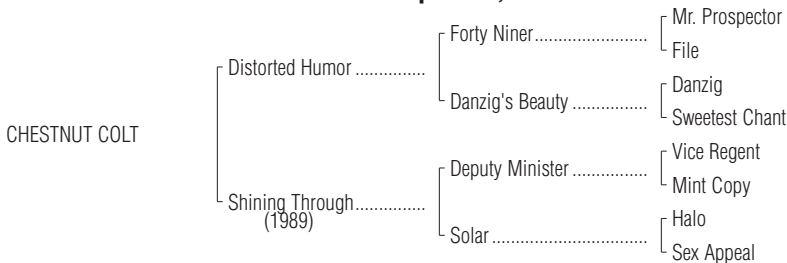 Mr. Prospector
Forty Niner
File
Distorted Humor
Danzig
Danzig's Beauty
Sweetest Chant
CHESTNUT COLT
Vice Regent
Deputy Minister
Mint Copy
Shining Through
(1989)
Halo
Solar
Sex Appeal